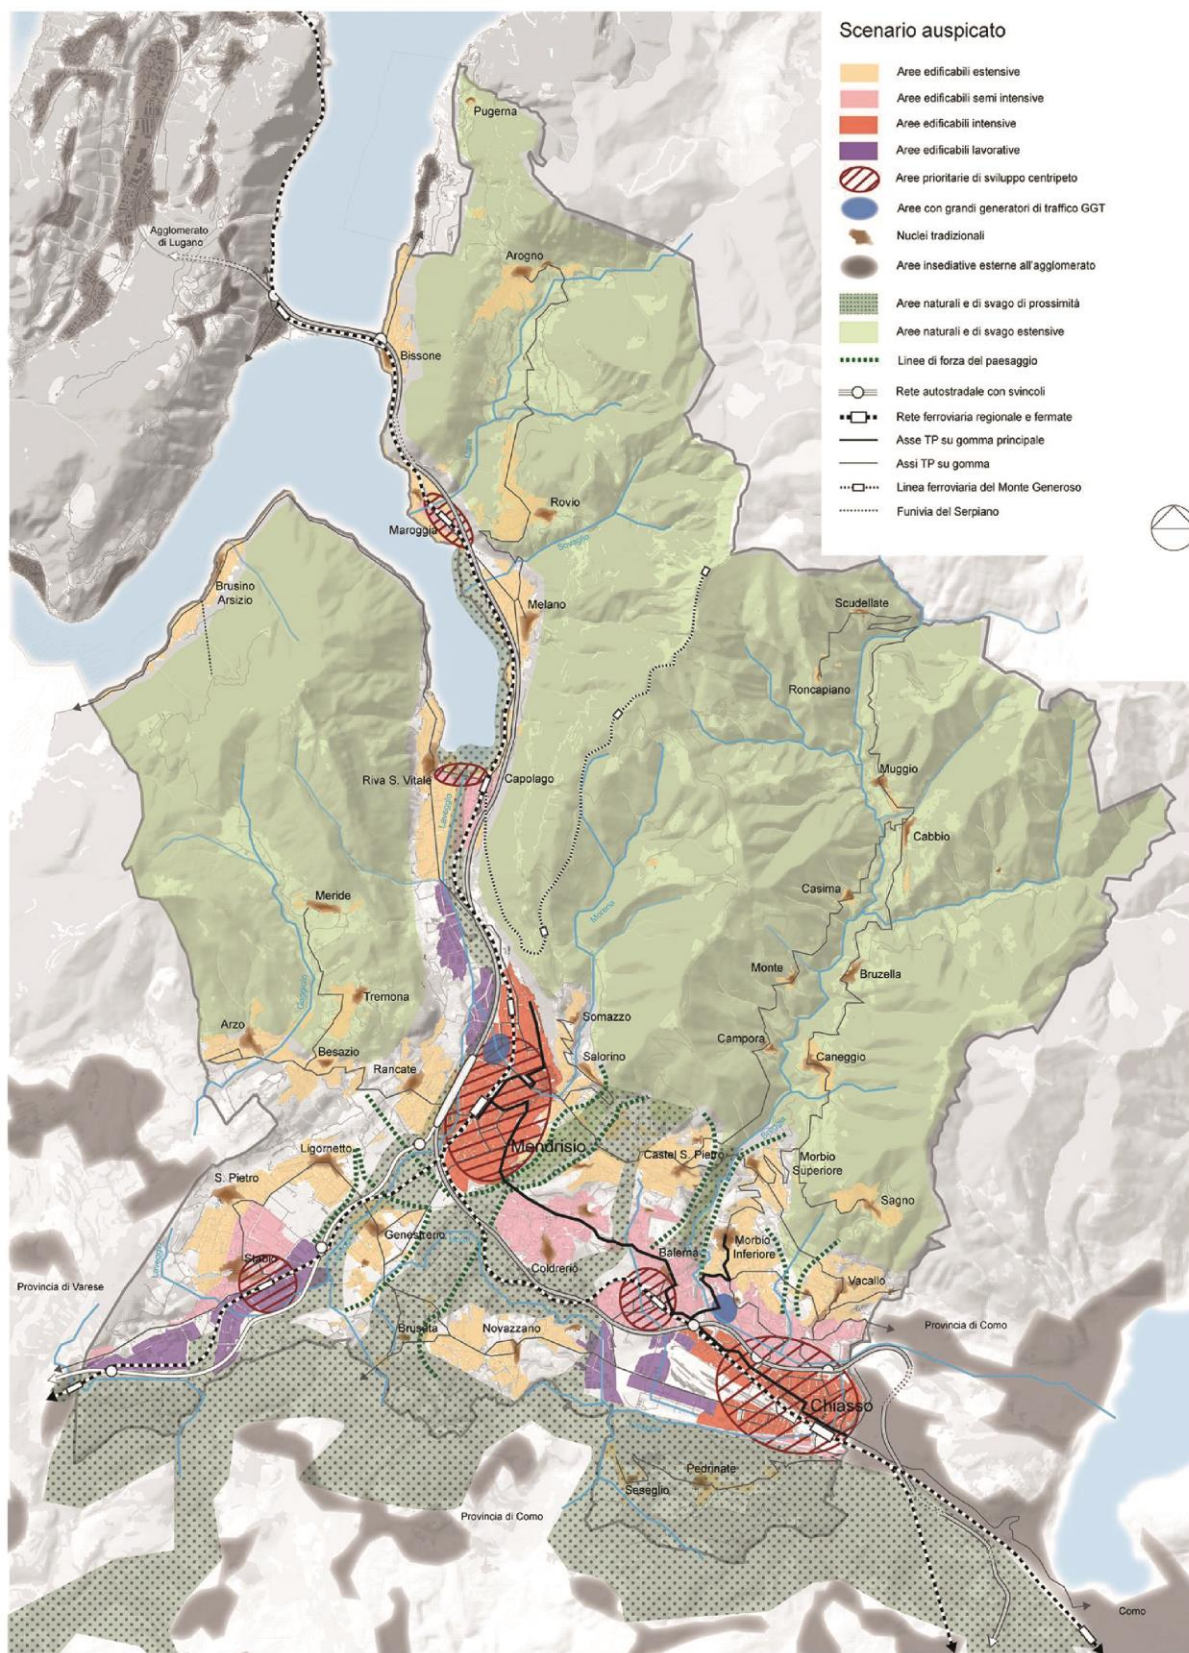 Scenario auspicato
Aree edificabili estensive
Aree edificabili semi intensive
Aree edificabili intensive
Aree edificabili lavorative
Aree prioritarie di sviluppo centripeto
Aree con grandi generatori di traffico GGT
Nuclei tradizionali
Aree insediative esterne all'agglomerato
Aree naturali e di svago di prossimità
Aree naturali e di svago estensive
Linee di forza del paesaggio
Rete autostradale con svincoli
Rete ferroviaria regionale e fermate
Asse TP su gomma principale
Assi TP su gomma
Linea ferroviaria del Monte Generoso
Funivia del Serpiano
Pugerna
Agglomerato
di Lugano
Arogno
Bissone
Rovio
Maroggia
Sovaglia
Brusino
Arsizio
Melano
Scudellate
Roncapiano
Riva S. Vitale
Capolago
Laveggio
Muggio
Cabbio
Meride
Casima
Morena
Monte
Bruzella
Gaggiolo
Tremona
Somazzo
Arzo
Besazio
Rancate
Salorino
Campora
Caneggio
Mendrisio
Ligornetto
Castel S. Pietro
Morbio
Superiore
S. Pietro
Sagno
Genestrerio
Stabio
Coldrerio
Balerna
Morbio
Inferiore
Vacallo
Provincia di Varese
Brusata
Novazzano
Provincia di Como
Chiasso
Pedrinate
Seseglio
Provincia di Como
Como